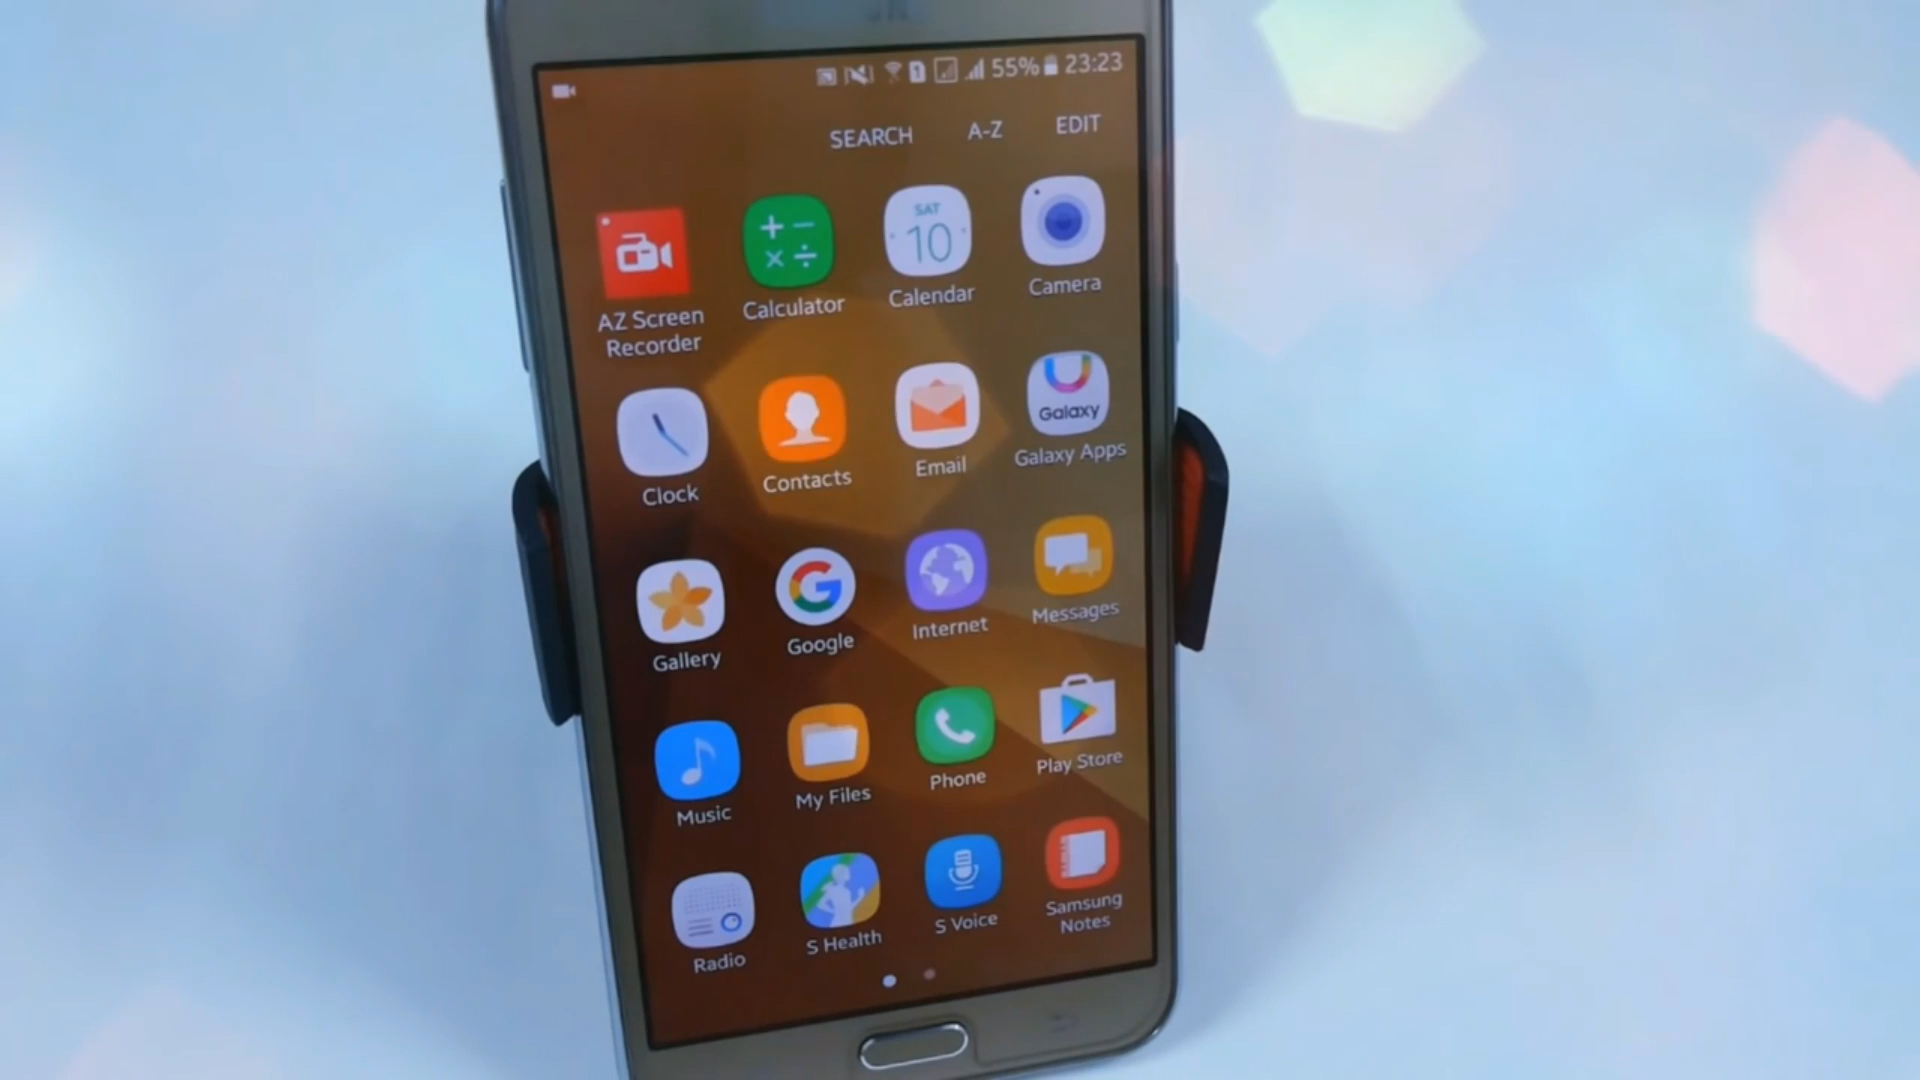 55% 23:23
SEARCH A-Z EDIT
SAT
10
AZ Screen
Recorder
Calculator
Calendar
Camera
Galaxy
Clock
Contacts
Email
Galaxy Apps
G
Gallery
Google
Internet
Messages
Music
My Files
Phone
Play Store
Radio
S Health
S Voice
Samsung
Notes